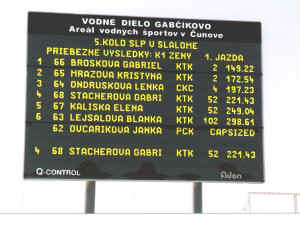 VODNÉ DIELO GABČÍKOVO
Areál vodných športov v Čunove
5.KOLO SLP V SLALOME
PRIEBEZNE VYSLEDKY: K1 ZENY 1. JAZDA
1 66 BROSKOVA GABRIEL KTK 2 149.22
2 65 MRAZOVA KRISTYNA KTK 2 172.54
3 64 ONDRUSKOVA LENKA CKC 4 197.23
4 68 STACHEROVA GABRI KTK 52 221.43
5 67 KALISKA ELENA KTK 52 249.04
6 63 LEJSALOVA BLANKA KTK 102 298.61
62 OVCARIKOVA JANKA PCK CAPSIZED
4 68 STACHEROVA GABRI KTK 52 221.43
Q-CONTROL